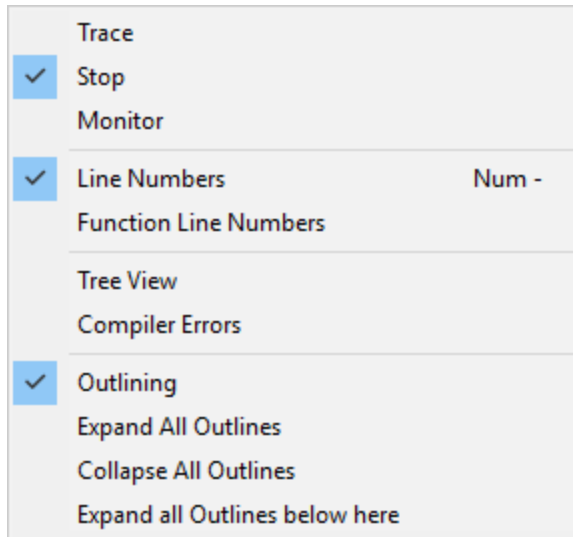 Trace
Stop
Monitor
Line Numbers Num -
Function Line Numbers
Tree View
Compiler Errors
Outlining
Expand All Outlines
Collapse All Outlines
Expand all Outlines below here